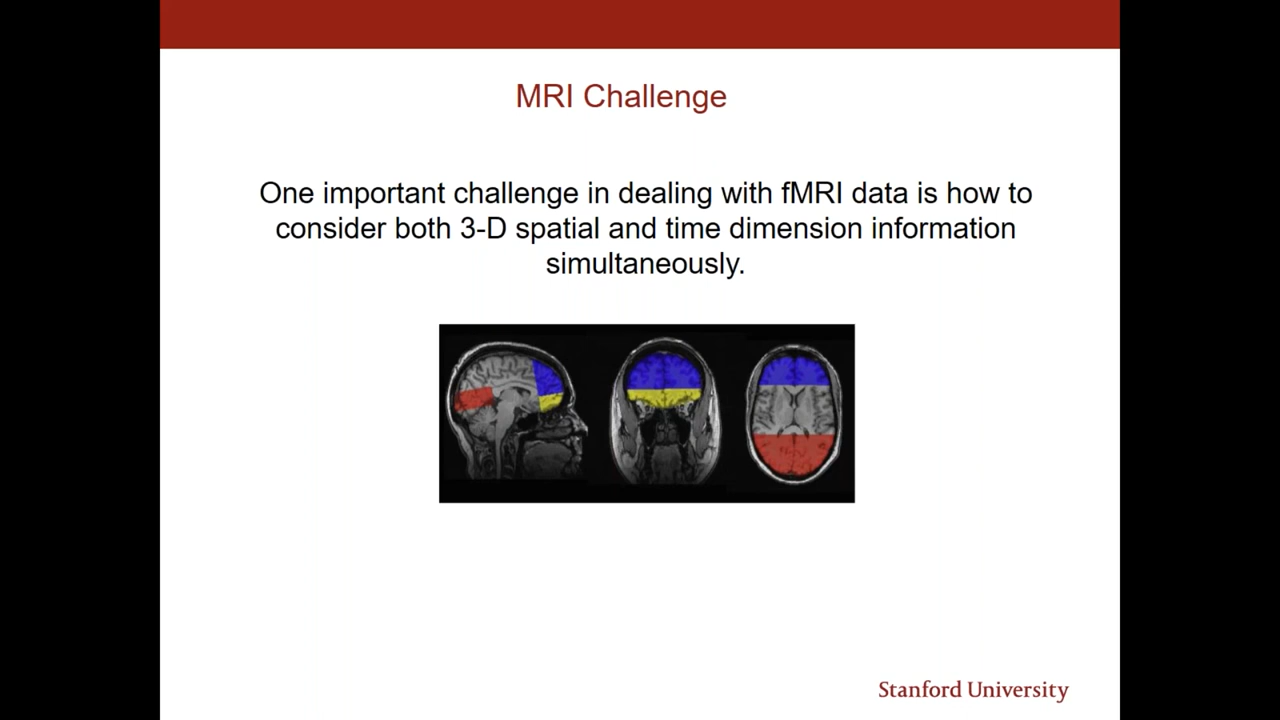 MRI Challenge
One important challenge in dealing with fMRI data is how to
consider both 3-D spatial and time dimension information
simultaneously.
Stanford University